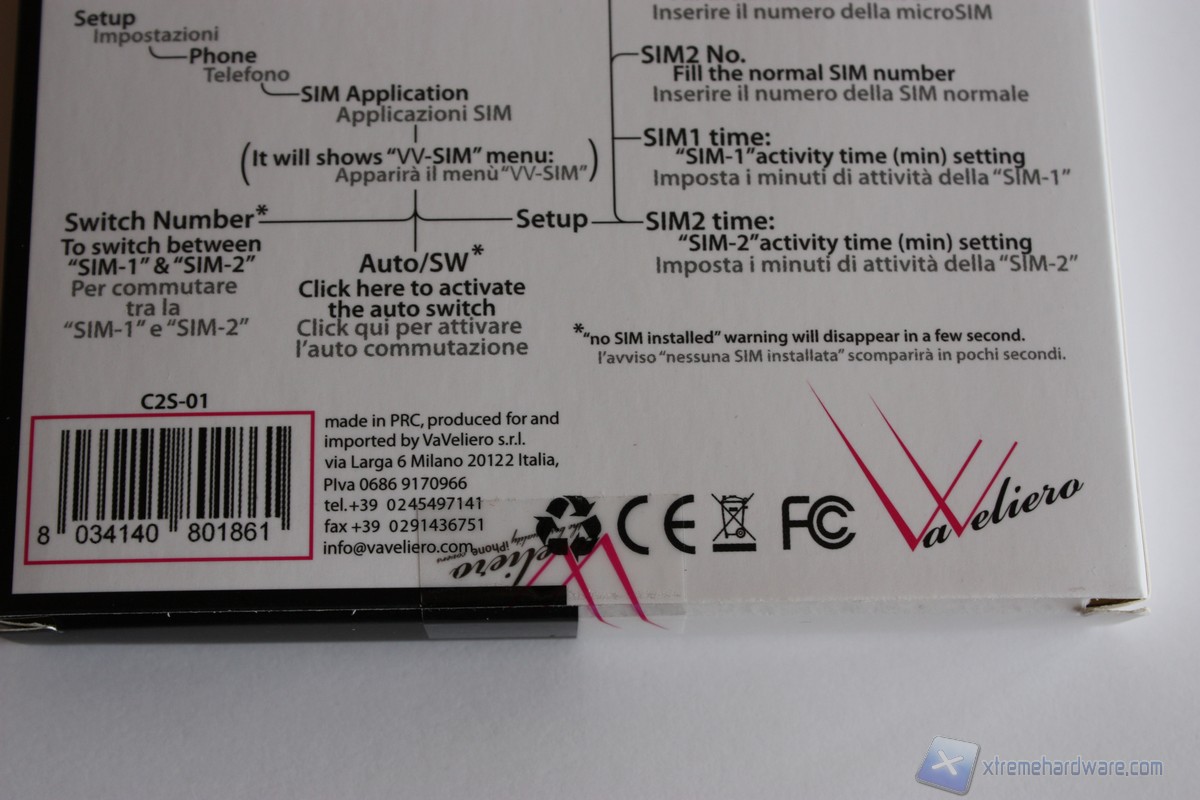 Setup
Impostazioni
Phone
Telefono
SIM Application
Applicazioni SIM
(It will shows “VV-SIM” menu:
Apparirà il menù “VV-SIM”)
Switch Number*
To switch between
“SIM-1” & “SIM-2”
Per commutare
tra la
“SIM-1” e “SIM-2”
Auto/SW*
Click here to activate
the auto switch
Click qui per attivare
l’auto commutazione
Setup
Inserire il numero della microSIM
SIM2 No.
Fill the normal SIM number
Inserire il numero della SIM normale
SIM1 time:
“SIM-1” activity time (min) setting
Imposta i minuti di attività della “SIM-1”
SIM2 time:
“SIM-2” activity time (min) setting
Imposta i minuti di attività della “SIM-2”
*“no SIM installed” warning will disappear in a few second.
l’avviso “nessuna SIM installata” scomparirà in pochi secondi.
C2S-01
8 034140 801861
made in PRC, produced for and
imported by VaVeliero s.r.l.
via Larga 6 Milano 20122 Italia,
PIva 0686 9170966
tel.+39 0245497141
fax +39 0291436751
info@vaveliero.com
CE
FC
VaVeliero
eliero
iPhone
xtremehardware.com